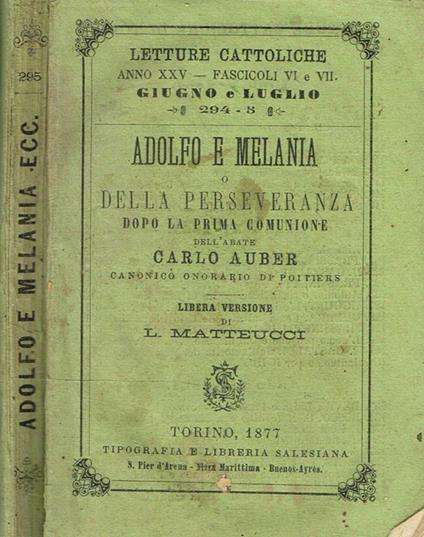 295
ADOLFO E MELANIA ECC.
LETTURE CATTOLICHE
ANNO XXV — FASCICOLI VI e VII.
GIUGNO e LUGLIO
294-5
ADOLFO E MELANIA
O
DELLA PERSEVERANZA
DOPO LA PRIMA COMUNIONE
DELL'ABATE
CARLO AUBER
CANONICO ONORARIO DI POITIERS
LIBERA VERSIONE
DI
L. MATTEUCCI
TORINO, 1877
TIPOGRAFIA E LIBRERIA SALESIANA
S. Pier d'Arena - Nizza Marittima - Buenos-Ayres.